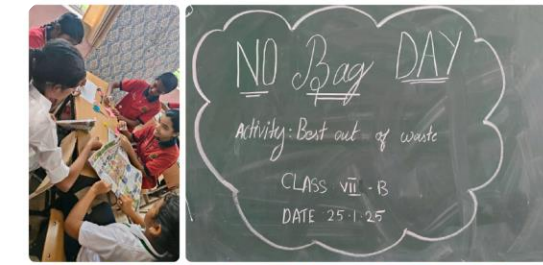 NO Bag DAY
Activity: Best out of waste
CLASS VII - B
DATE 25.1.25